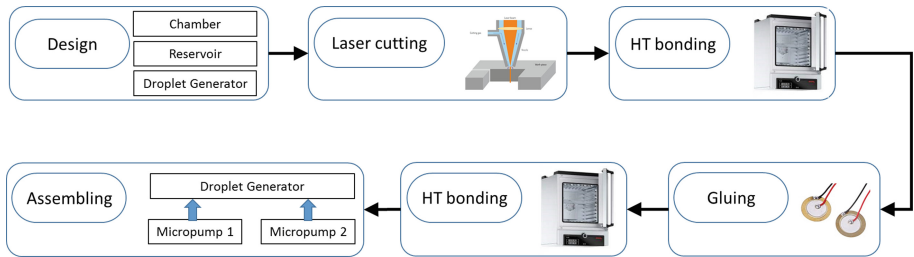 Design
Chamber
Reservoir
Droplet Generator
Laser cutting
HT bonding
Gluing
HT bonding
Assembling
Droplet Generator
Micropump 1
Micropump 2